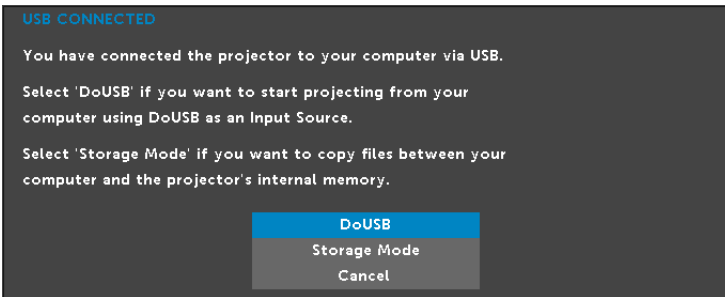 USB CONNECTED
You have connected the projector to your computer via USB.
Select 'DoUSB' if you want to start projecting from your
computer using DoUSB as an Input Source.
Select 'Storage Mode' if you want to copy files between your
computer and the projector's internal memory.
DoUSB
Storage Mode
Cancel